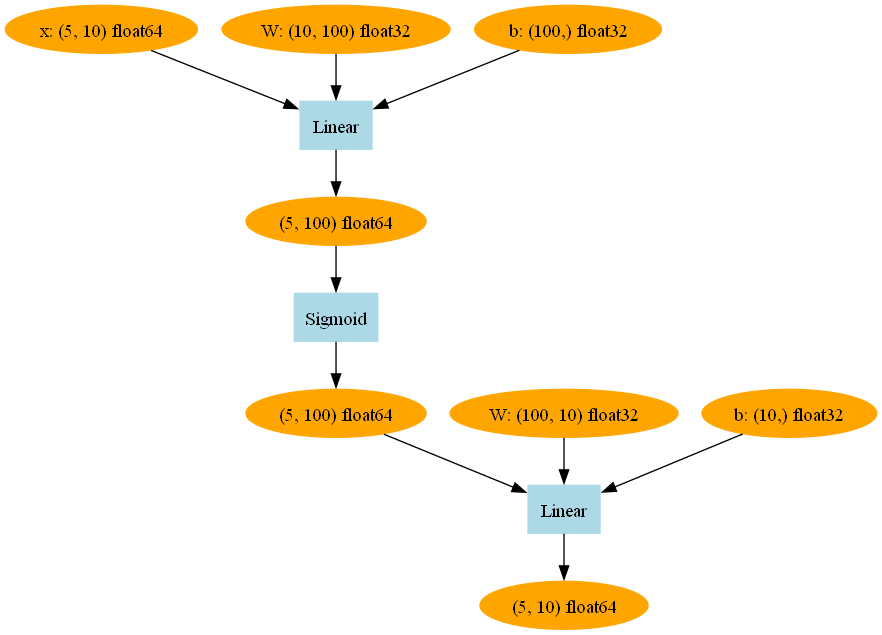 x: (5, 10) float64
W: (10, 100) float32
b: (100,) float32
Linear
(5, 100) float64
Sigmoid
(5, 100) float64
W: (100, 10) float32
b: (10,) float32
Linear
(5, 10) float64